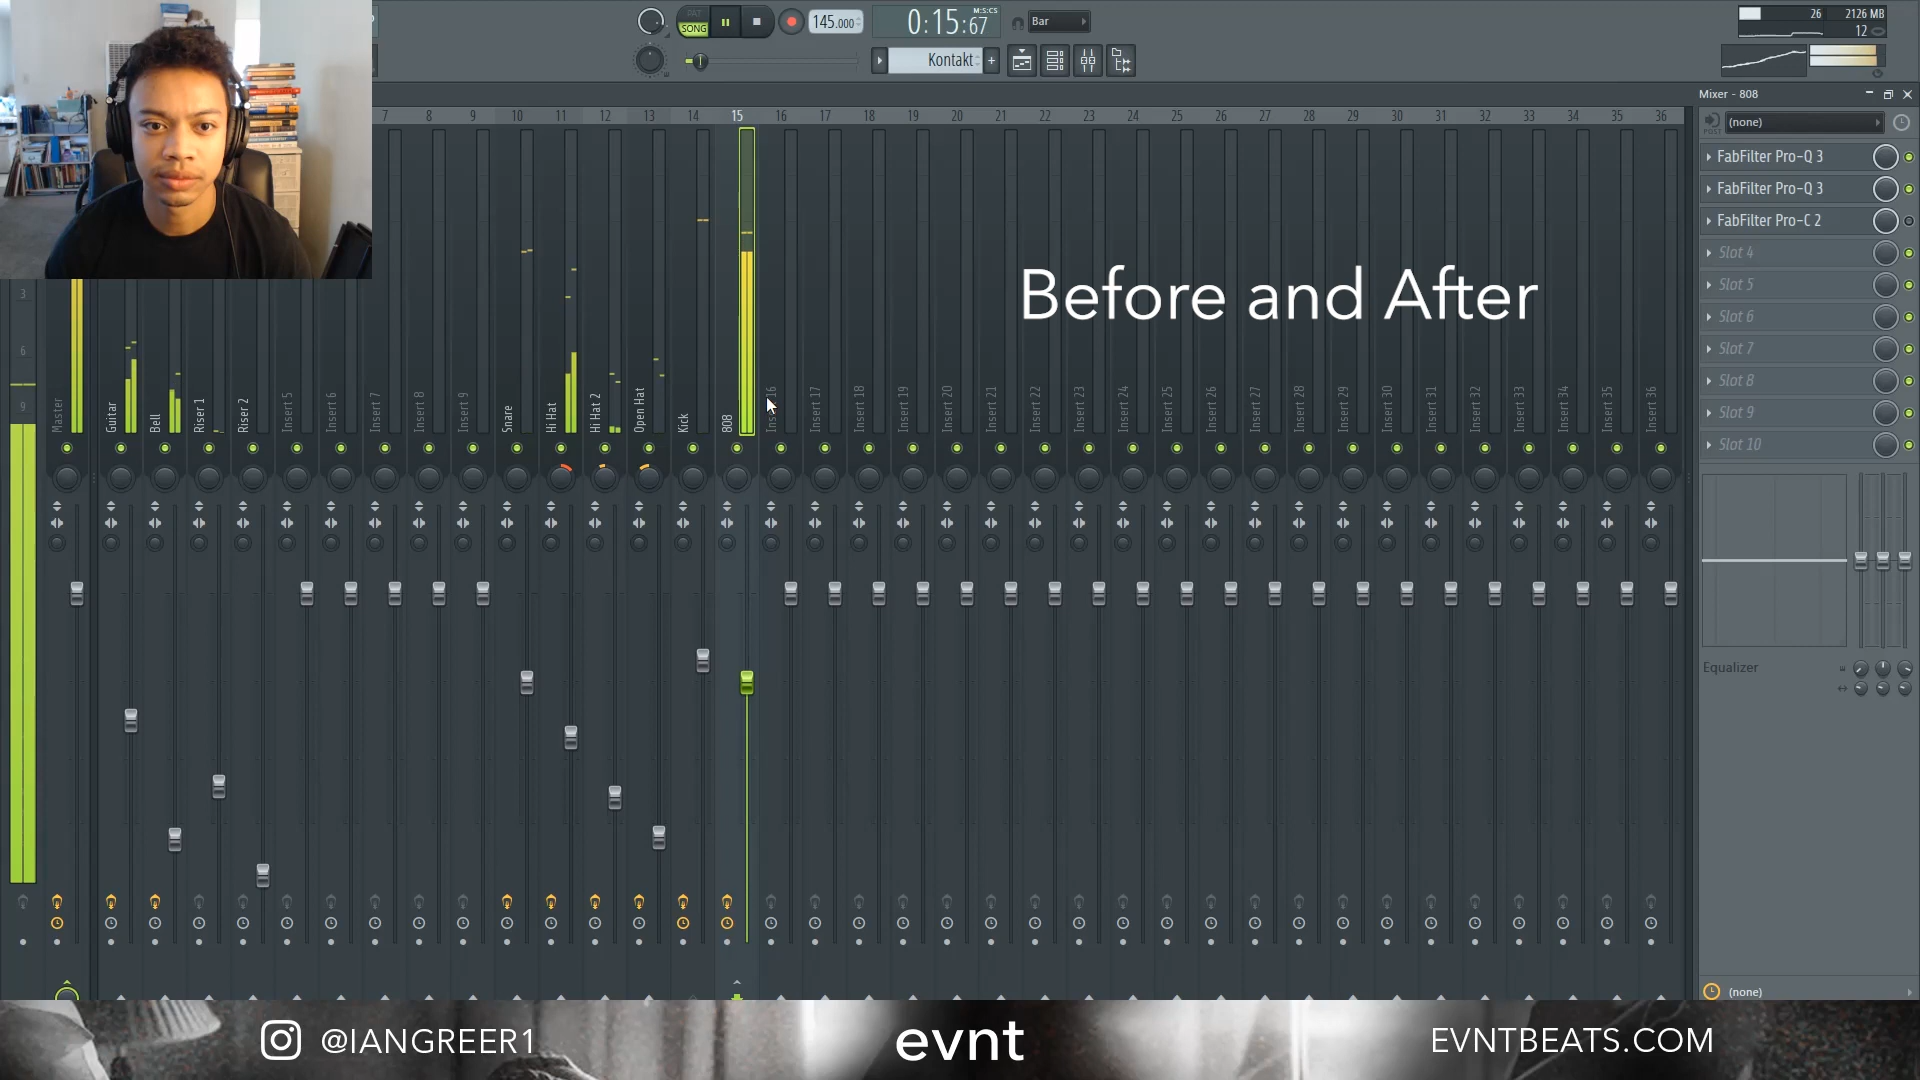 PAT
SONG
145.000
M:S:CS
0:15:67
Bar
26
2126 MB
12
Kontakt
Mixer - 808
7 8 9 10 11 12 13 14 15 16 17 18 19 20 21 22 23 24 25 26 27 28 29 30 31 32 33 34 35 36
POST
(none)
FabFilter Pro-Q 3
FabFilter Pro-Q 3
FabFilter Pro-C 2
Slot 4
Slot 5
Slot 6
Slot 7
Slot 8
Slot 9
Slot 10
Before and After
3
6
9
Master
Guitar
Bell
Riser 1
Riser 2
Insert 5
Insert 6
Insert 7
Insert 8
Insert 9
Snare
Hi Hat
Hi Hat 2
Open Hat
Kick
808
Insert 16
Insert 17
Insert 18
Insert 19
Insert 20
Insert 21
Insert 22
Insert 23
Insert 24
Insert 25
Insert 26
Insert 27
Insert 28
Insert 29
Insert 30
Insert 31
Insert 32
Insert 33
Insert 34
Insert 35
Insert 36
Equalizer
(none)
@IANGREER1
evnt
EVNTBEATS.COM